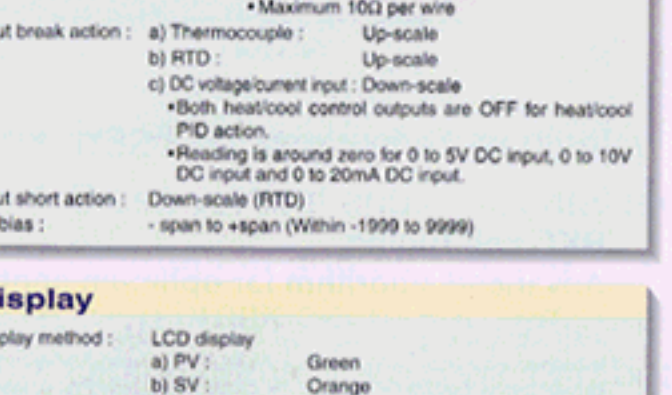 • Maximum 10Ω per wire
ut break action : a) Thermocouple : Up-scale
b) RTD : Up-scale
c) DC voltage/current input : Down-scale
•Both heat/cool control outputs are OFF for heat/cool
PID action.
•Reading is around zero for 0 to 5V DC input, 0 to 10V
DC input and 0 to 20mA DC input.
ut short action : Down-scale (RTD)
bias : - span to +span (Within -1999 to 9999)
isplay
play method : LCD display
a) PV : Green
b) SV : Orange